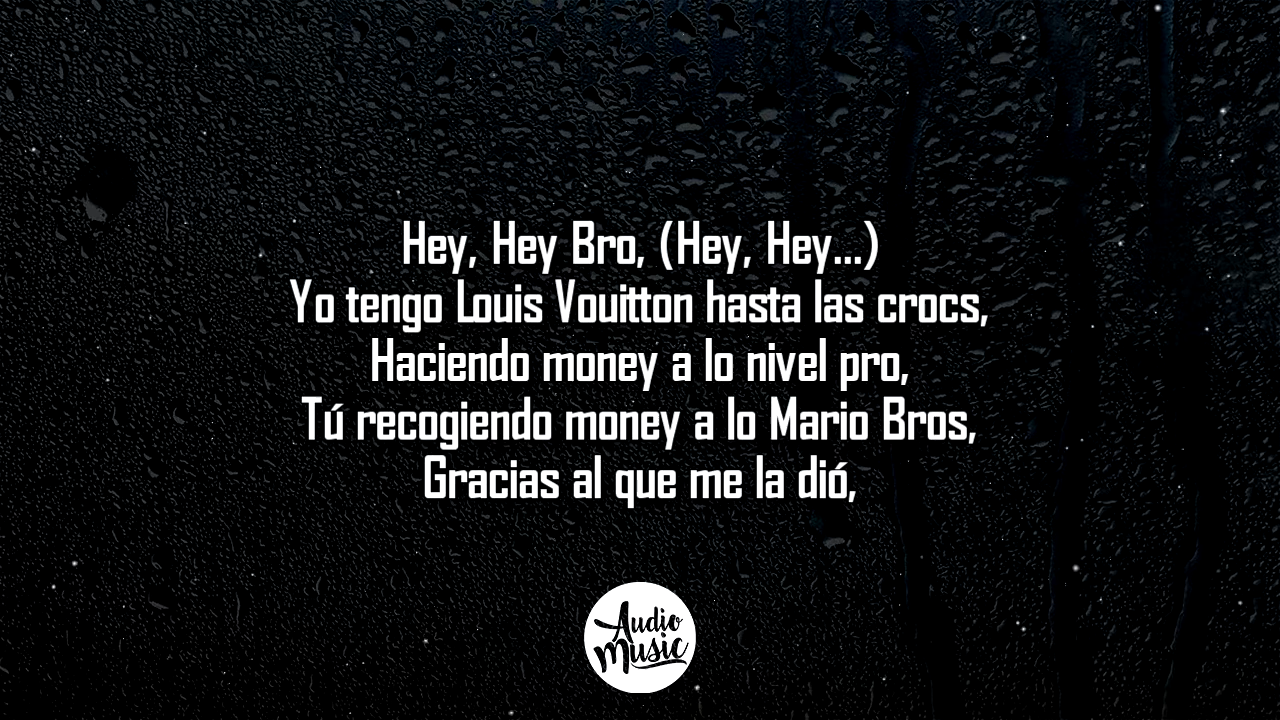 Hey, Hey Bro, (Hey, Hey...)
Yo tengo Louis Vouitton hasta las crocs,
Haciendo money a lo nivel pro,
Tú recogiendo money a lo Mario Bros,
Gracias al que me la dió,
Audio
Music